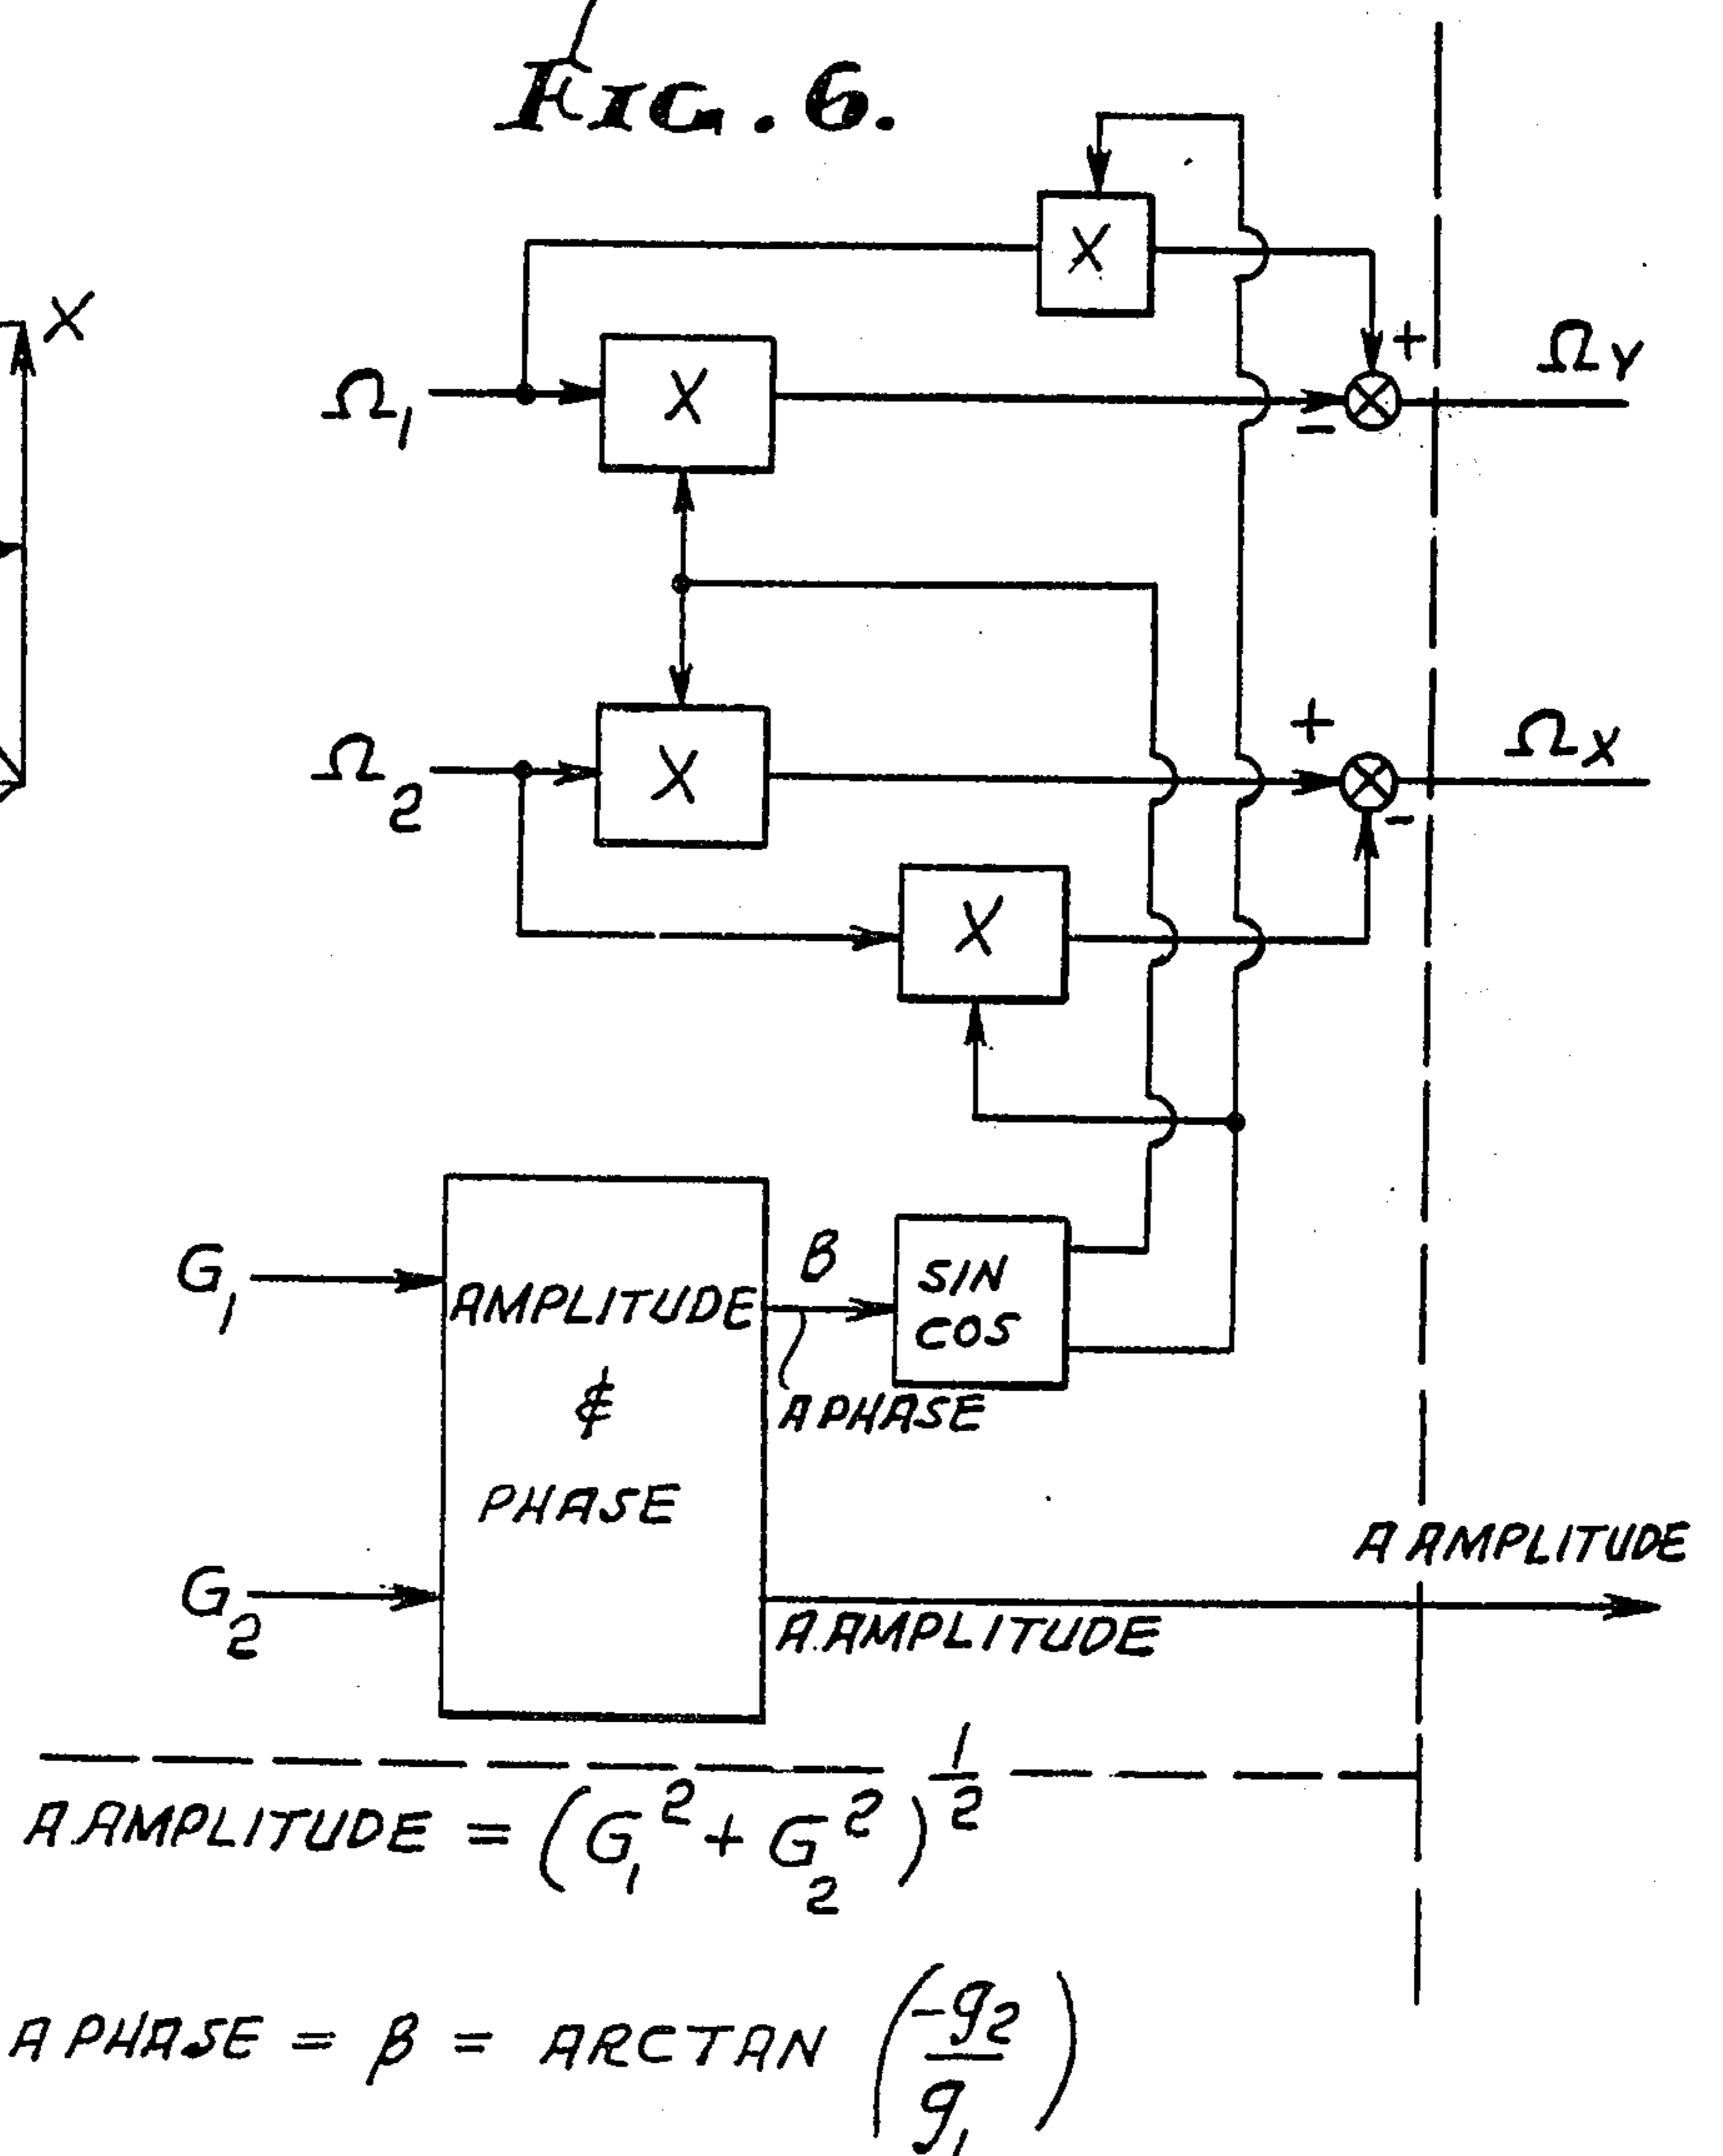 FIG. 6.
X
X
+
Ω1
X
-
ΩY
+
Ω2
X
ΩX
-
X
G1
AMPLITUDE
&
PHASE
β
SIN
COS
A PHASE
G2
A AMPLITUDE
A.AMPLITUDE
A.AMPLITUDE = (G1² + G2²)^1/2
A PHASE = β = ARCTAN (-g2/g1)